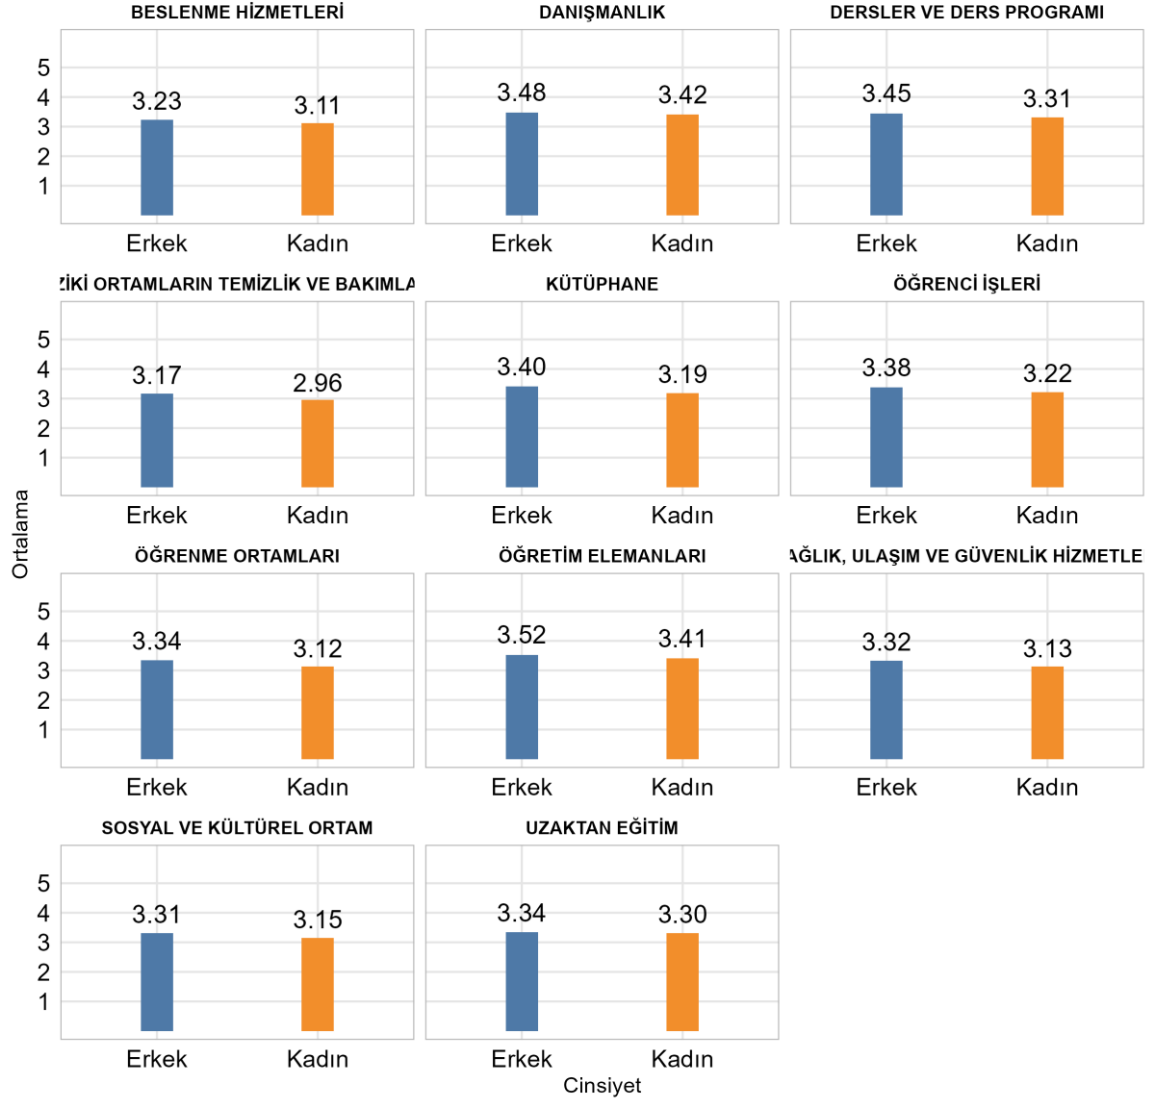 BESLENME HİZMETLERİ
DANIŞMANLIK
DERSLER VE DERS PROGRAMI
5
4
3
2
1
3.23
3.11
3.48
3.42
3.45
3.31
Erkek Kadın
Erkek Kadın
Erkek Kadın
ZİKİ ORTAMLARIN TEMİZLİK VE BAKIMLA
KÜTÜPHANE
ÖĞRENCİ İŞLERİ
5
4
3
2
1
3.17
2.96
3.40
3.19
3.38
3.22
Erkek Kadın
Erkek Kadın
Erkek Kadın
Ortalama
ÖĞRENME ORTAMLARI
ÖĞRETİM ELEMANLARI
AĞLIK, ULAŞIM VE GÜVENLİK HİZMETLE
5
4
3
2
1
3.34
3.12
3.52
3.41
3.32
3.13
Erkek Kadın
Erkek Kadın
Erkek Kadın
SOSYAL VE KÜLTÜREL ORTAM
UZAKTAN EĞİTİM
5
4
3
2
1
3.31
3.15
3.34
3.30
Erkek Kadın
Erkek Kadın
Cinsiyet